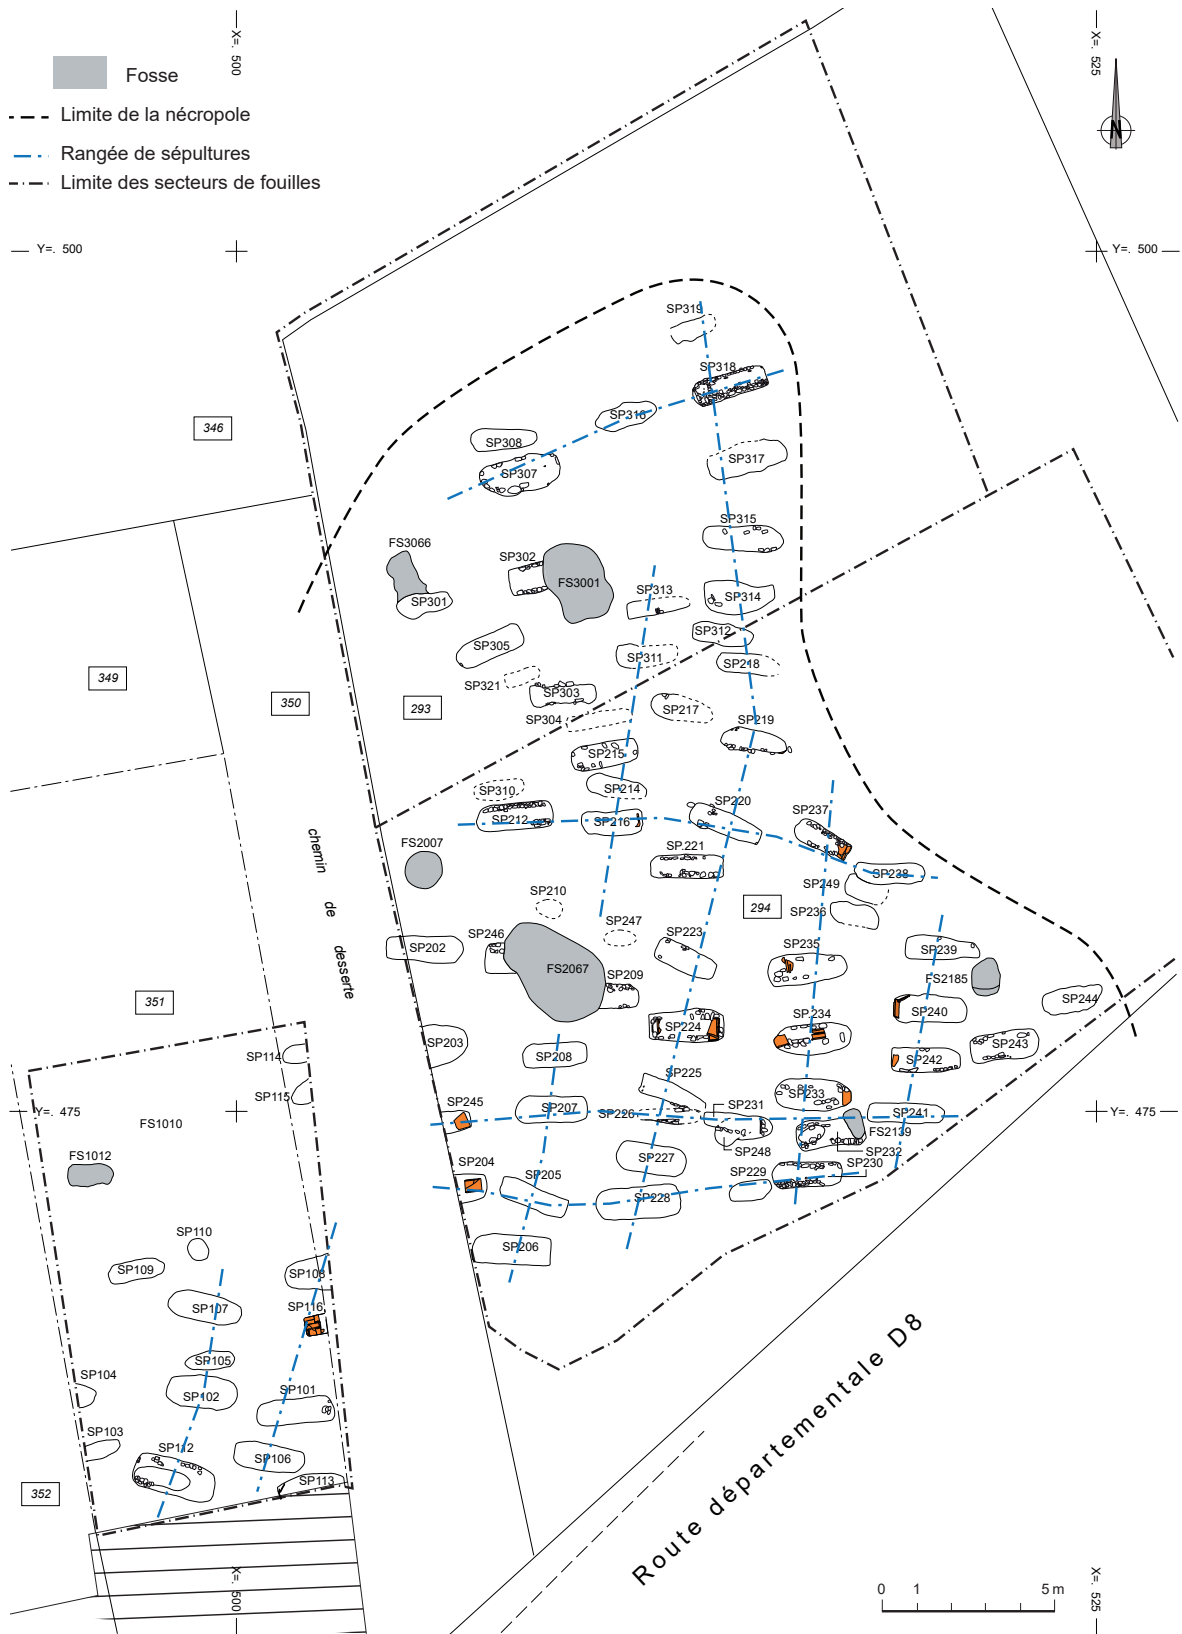 X=. 500
X=. 525
Fosse
Limite de la nécropole
Rangée de sépultures
Limite des secteurs de fouilles
N
Y=. 500
Y=. 500
SP319
SP318
346
SP316
SP308
SP307
SP317
SP315
FS3066
SP302
FS3001
SP301
SP313
SP314
SP312
SP305
SP311
SP218
349
SP321
SP303
350
293
SP304
SP217
SP219
SP215
SP310
SP214
SP220
SP237
SP212
SP216
chemin de desserte
FS2007
SP.221
SP249
SP238
SP210
294
SP236
SP247
SP246
SP202
SP223
SP235
SP239
FS2067
SP209
FS2185
351
SP244
SP240
SP224
SP.234
SP203
SP243
SP114
SP208
SP242
SP225
SP115
SP233
SP245
SP207
SP226
SP231
SP241
Y=. 475
Y=. 475
FS1010
FS2139
SP248
SP232
FS1012
SP227
SP204
SP205
SP229
SP230
SP228
SP110
SP206
SP109
SP108
SP107
SP116
SP105
SP104
SP102
SP101
SP103
SP112
SP106
SP113
352
Route départementale D8
X=. 500
X=. 525
0 1 5 m